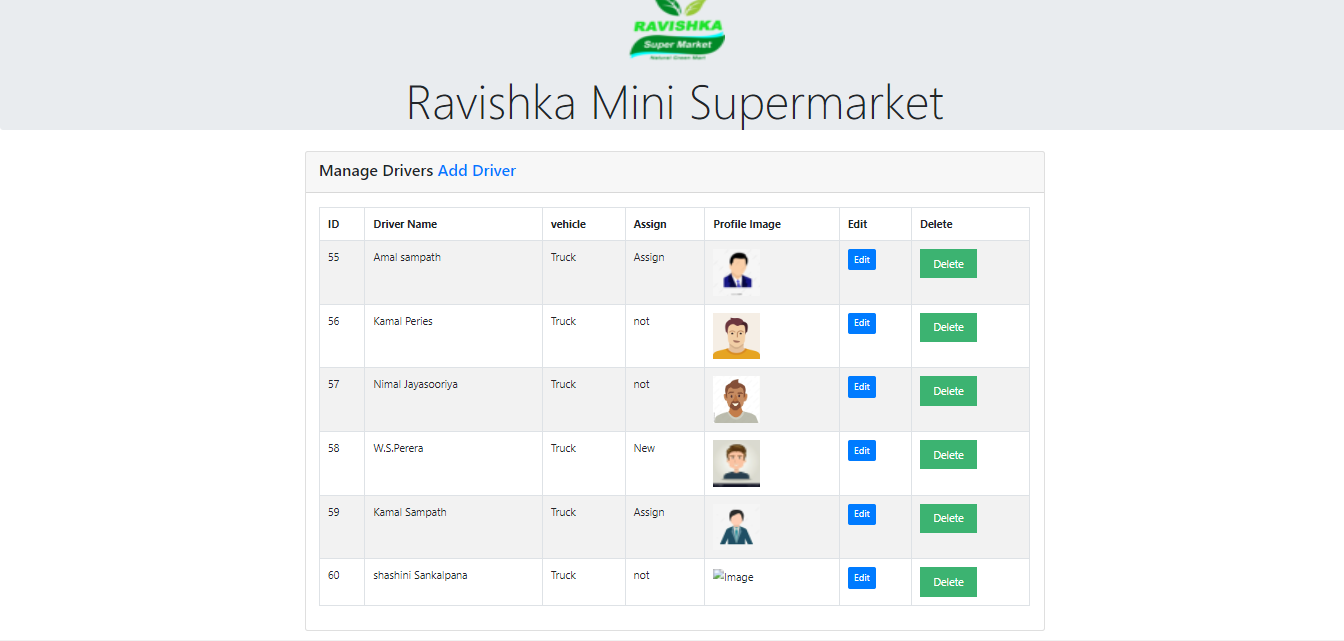 RAVISHKA
Super Market
Natural Green Mart
Ravishka Mini Supermarket
Manage Drivers Add Driver
ID Driver Name vehicle Assign Profile Image Edit Delete
55 Amal sampath Truck Assign Edit Delete
56 Kamal Peries Truck not Edit Delete
57 Nimal Jayasooriya Truck not Edit Delete
58 W.S.Perera Truck New Edit Delete
59 Kamal Sampath Truck Assign Edit Delete
60 shashini Sankalpana Truck not Image Edit Delete